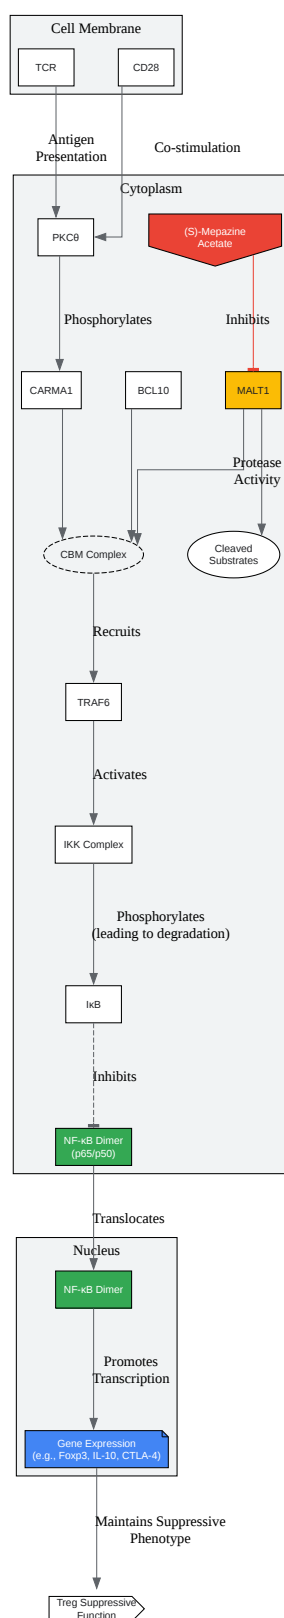 Cell Membrane
TCR
CD28
Antigen
Presentation
Co-stimulation
Cytoplasm
PKCθ
(S)-Mepazine
Acetate
Phosphorylates
Inhibits
CARMA1
BCL10
MALT1
Protease
Activity
CBM Complex
Cleaved
Substrates
Recruits
TRAF6
Activates
IKK Complex
Phosphorylates
(leading to degradation)
IκB
Inhibits
NF-κB Dimer
(p65/p50)
Translocates
Nucleus
NF-κB Dimer
Promotes
Transcription
Gene Expression
(e.g., Foxp3, IL-10, CTLA-4)
Maintains Suppressive
Phenotype
Treg Suppressive
Function